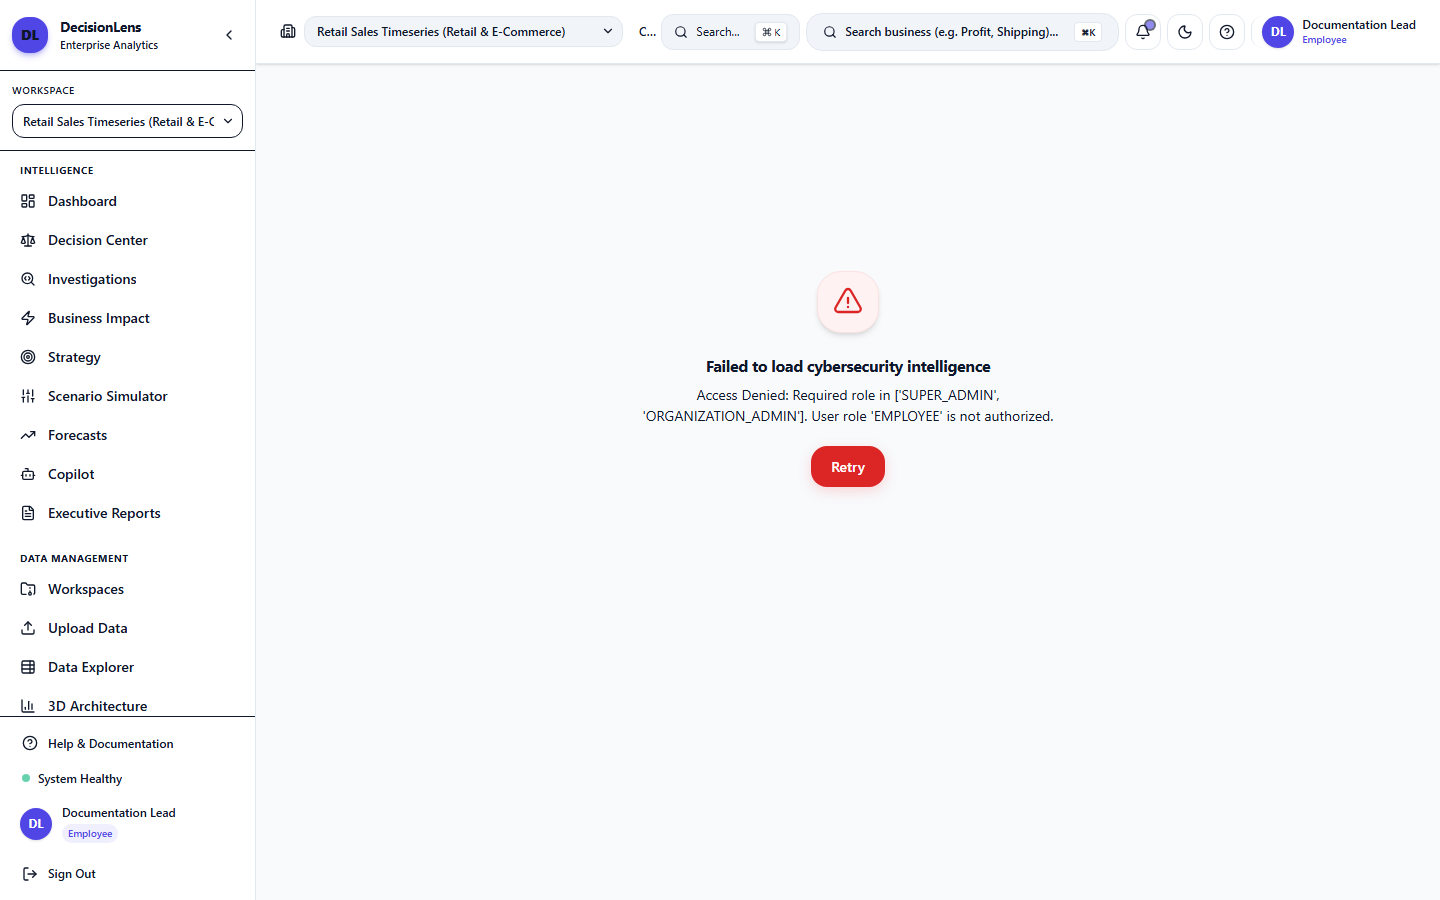 DL
DecisionLens
Enterprise Analytics
WORKSPACE
Retail Sales Timeseries (Retail & E-C
INTELLIGENCE
Dashboard
Decision Center
Investigations
Business Impact
Strategy
Scenario Simulator
Forecasts
Copilot
Executive Reports
DATA MANAGEMENT
Workspaces
Upload Data
Data Explorer
3D Architecture
Help & Documentation
System Healthy
DL
Documentation Lead
Employee
Sign Out
Retail Sales Timeseries (Retail & E-Commerce)
C...
Search...
⌘ K
Search business (e.g. Profit, Shipping)...
⌘K
DL
Documentation Lead
Employee
Failed to load cybersecurity intelligence
Access Denied: Required role in ['SUPER_ADMIN',
'ORGANIZATION_ADMIN']. User role 'EMPLOYEE' is not authorized.
Retry